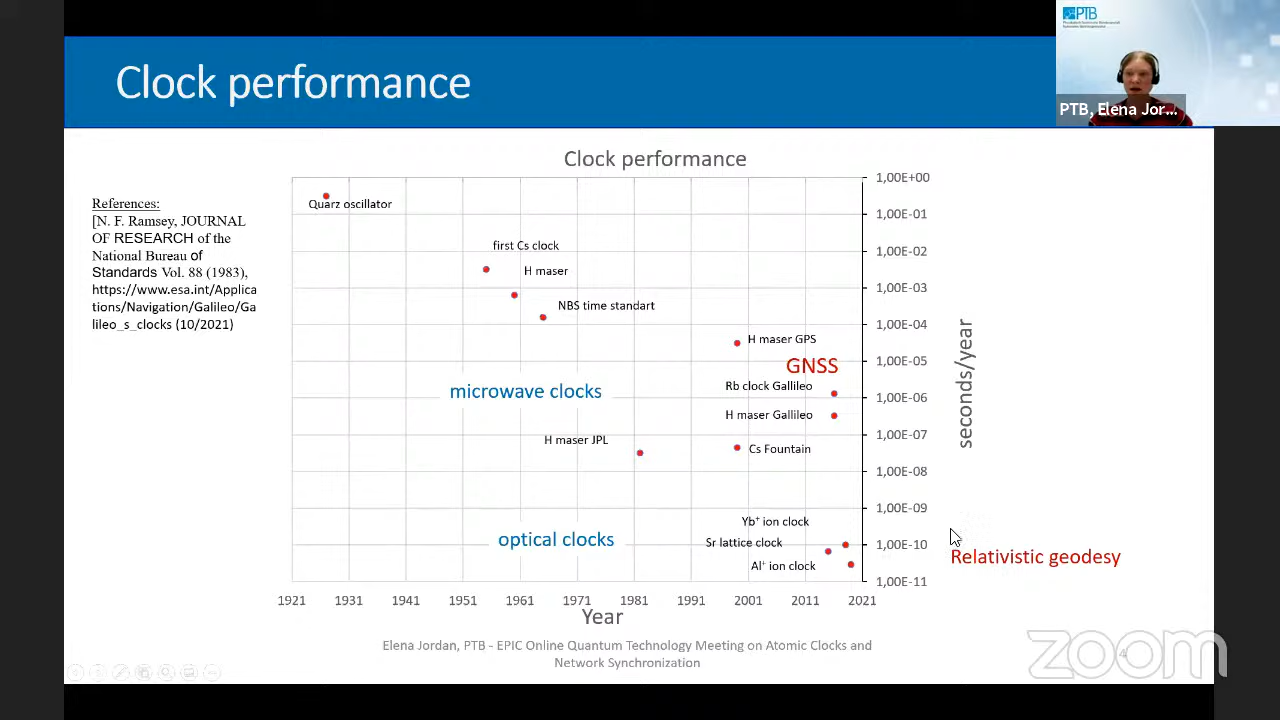 Clock performance
PTB
PTB, Elena Jor...
Clock performance
References:
[N. F. Ramsey, JOURNAL
OF RESEARCH of the
National Bureau of
Standards Vol. 88 (1983),
https://www.esa.int/Applica
tions/Navigation/Galileo/Ga
lileo_s_clocks (10/2021)
1,00E+00
1,00E-01
1,00E-02
1,00E-03
1,00E-04
1,00E-05
1,00E-06
1,00E-07
1,00E-08
1,00E-09
1,00E-10
1,00E-11
seconds/year
Quarz oscillator
first Cs clock
H maser
NBS time standart
H maser GPS
GNSS
Rb clock Gallileo
microwave clocks
H maser Gallileo
H maser JPL
Cs Fountain
Yb+ ion clock
optical clocks
Sr lattice clock
Al+ ion clock
Relativistic geodesy
1921 1931 1941 1951 1961 1971 1981 1991 2001 2011 2021
Year
Elena Jordan, PTB - EPIC Online Quantum Technology Meeting on Atomic Clocks and
Network Synchronization
4
zoom